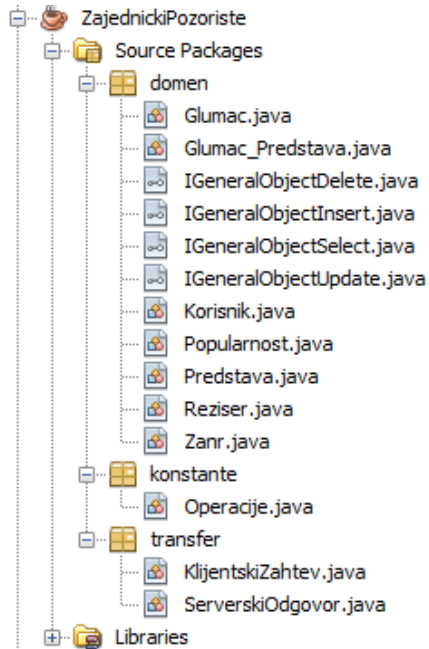 ZajednickiPozoriste
Source Packages
domen
Glumac.java
Glumac_Predstava.java
IGeneralObjectDelete.java
IGeneralObjectInsert.java
IGeneralObjectSelect.java
IGeneralObjectUpdate.java
Korisnik.java
Popularnost.java
Predstava.java
Reziser.java
Zanr.java
konstante
Operacije.java
transfer
KlijentskiZahtev.java
ServerskiOdgovor.java
Libraries